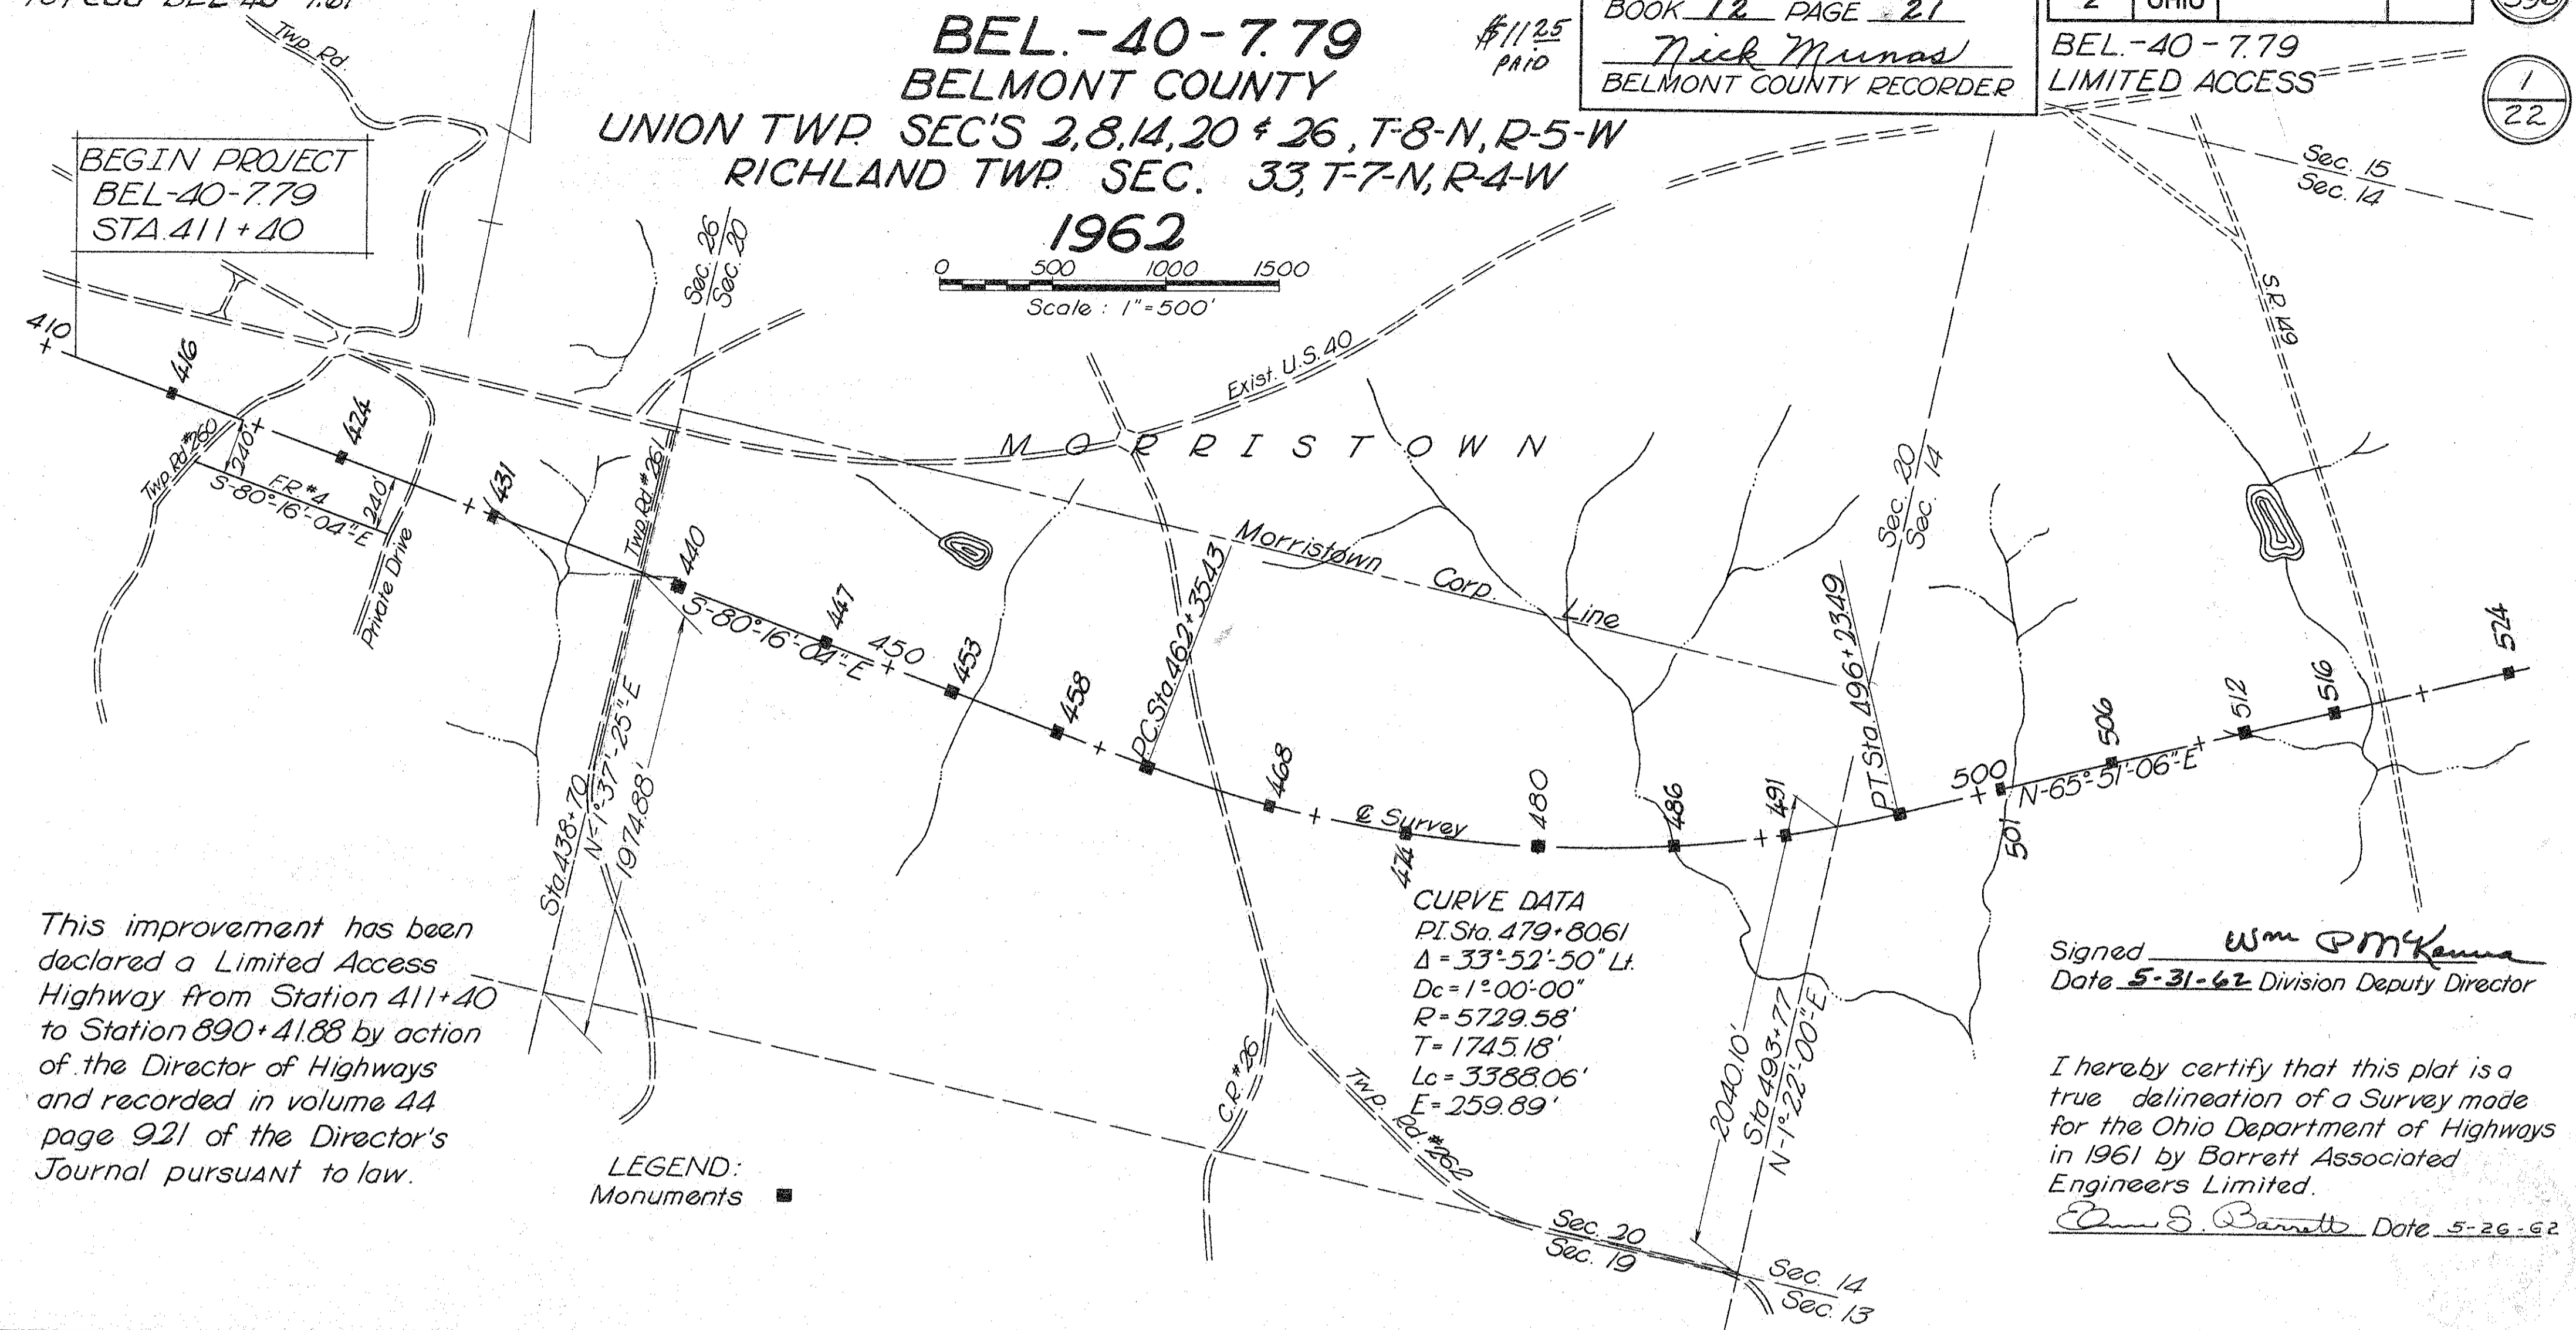 BEL.-40-7.79
BELMONT COUNTY
UNION TWP. SEC'S 2,8,14,20 & 26, T-8-N, R-5-W
RICHLAND TWP. SEC. 33, T-7-N, R-4-W
1962
0 500 1000 1500
Scale : 1"=500'
$11 25
PAID
BOOK 12 PAGE 21
Nick Munas
BELMONT COUNTY RECORDER
2 OHIO
BEL.-40-7.79
LIMITED ACCESS
1
22
BEGIN PROJECT
BEL-40-7.79
STA. 411+40
Twp. Rd.
Sec. 26
Sec. 20
Sec. 15
Sec. 14
S.R. 149
Exist. U.S. 40
MORRISTOWN
Morristown Corp. Line
Sec. 20
Sec. 14
410
416
424
431
440
447
450
453
458
468
474
480
486
491
500
501
506
512
516
524
Twp. Rd. #260
240'
FR #4
S-80°-16'-04"-E
240'
Private Drive
Twp. Rd. #261
S-80°-16'-04"-E
P.C. Sta. 462+35.43
P.T. Sta. 496+23.49
N-65°-51'-06"-E
℄ Survey
Sta. 438+70
N-1°-37'-25"-E
1974.88'
CURVE DATA
P.I. Sta. 479+80.61
Δ = 33°-52'-50" Lt.
Dc = 1°-00'-00"
R = 5729.58'
T = 1745.18'
Lc = 3388.06'
E = 259.89'
2040.10'
Sta. 493+77
N-1°-22'-00"-E
C.R. #26
Twp. Rd. #262
Sec. 20
Sec. 19
Sec. 14
Sec. 13
This improvement has been
declared a Limited Access
Highway from Station 411+40
to Station 890+41.88 by action
of the Director of Highways
and recorded in volume 44
page 921 of the Director's
Journal pursuANt to law.
LEGEND:
Monuments
Signed Wm P McKenna
Date 5-31-62 Division Deputy Director
I hereby certify that this plat is a
true delineation of a Survey made
for the Ohio Department of Highways
in 1961 by Barrett Associated
Engineers Limited.
S. Barrett Date 5-26-62